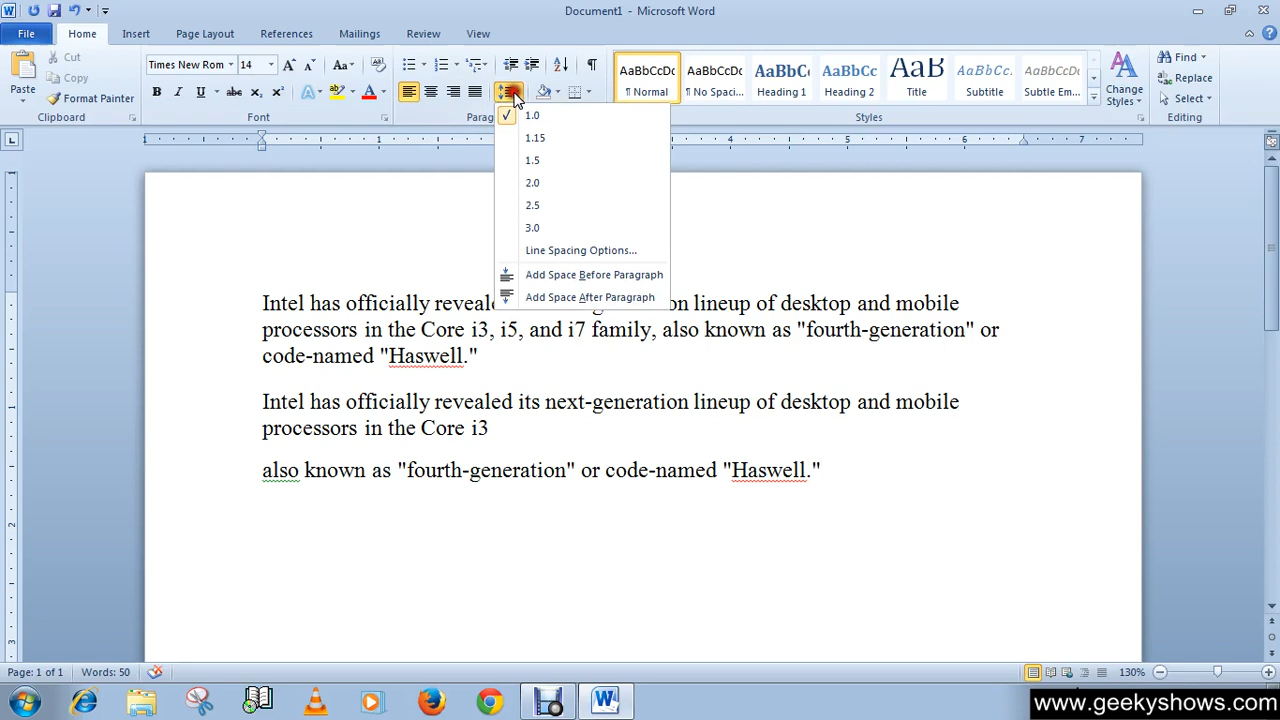 Document1 - Microsoft Word
File Home Insert Page Layout References Mailings Review View
Paste
Cut
Copy
Format Painter
Clipboard
Times New Rom 14
Font
Parag
AaBbCcDc AaBbCcDc AaBbCc AaBbCc AaB AaBbCcI AaBbCcDc
¶ Normal ¶ No Spaci... Heading 1 Heading 2 Title Subtitle Subtle Em...
Change Styles
Styles
Find
Replace
Select
Editing
1.0
1.15
1.5
2.0
2.5
3.0
Line Spacing Options...
Add Space Before Paragraph
Add Space After Paragraph
Intel has officially reveale on lineup of desktop and mobile
processors in the Core i3, i5, and i7 family, also known as "fourth-generation" or
code-named "Haswell."
Intel has officially revealed its next-generation lineup of desktop and mobile
processors in the Core i3
also known as "fourth-generation" or code-named "Haswell."
Page: 1 of 1 Words: 50 130%
www.geekyshows.com